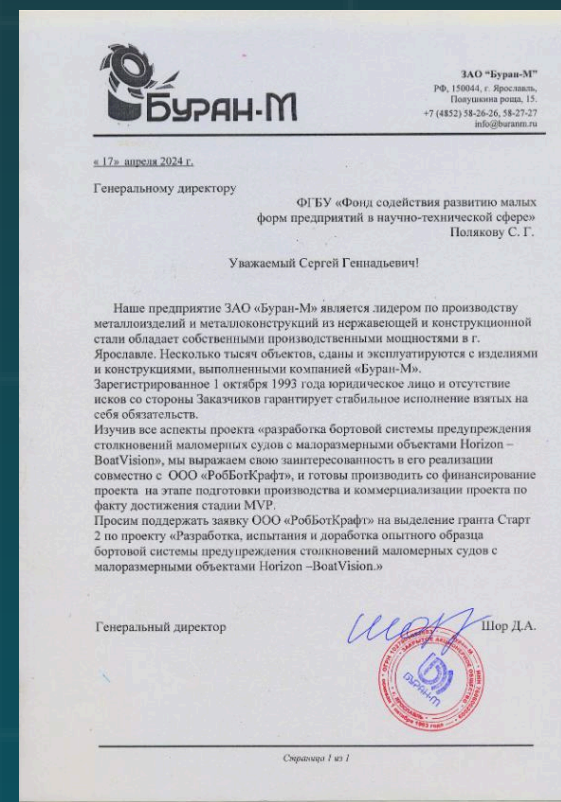 БУРАН-М
ЗАО “Буран-М”
РФ, 150044, г. Ярославль,
Полушкина роща, 15.
+7 (4852) 58-26-26, 58-27-27
info@buranm.ru
« 17» апреля 2024 г.
Генеральному директору
ФГБУ «Фонд содействия развитию малых
форм предприятий в научно-технической сфере»
Полякову С. Г.
Уважаемый Сергей Геннадьевич!
Наше предприятие ЗАО «Буран-М» является лидером по производству
металлоизделий и металлоконструкций из нержавеющей и конструкционной
стали обладает собственными производственными мощностями в г.
Ярославле. Несколько тысяч объектов, сданы и эксплуатируются с изделиями
и конструкциями, выполненными компанией «Буран-М».
Зарегистрированное 1 октября 1993 года юридическое лицо и отсутствие
исков со стороны Заказчиков гарантирует стабильное исполнение взятых на
себя обязательств.
Изучив все аспекты проекта «разработка бортовой системы предупреждения
столкновений маломерных судов с малоразмерными объектами Horizon –
BoatVision», мы выражаем свою заинтересованность в его реализации
совместно с ООО «РобБотКрафт», и готовы производить со финансирование
проекта на этапе подготовки производства и коммерциализации проекта по
факту достижения стадии MVP.
Просим поддержать заявку ООО «РобБотКрафт» на выделение гранта Старт
2 по проекту «Разработка, испытания и доработка опытного образца
бортовой системы предупреждения столкновений маломерных судов с
малоразмерными объектами Horizon –BoatVision.»
Генеральный директор
Шор Д.А.
БУРАН-М
Страница 1 из 1